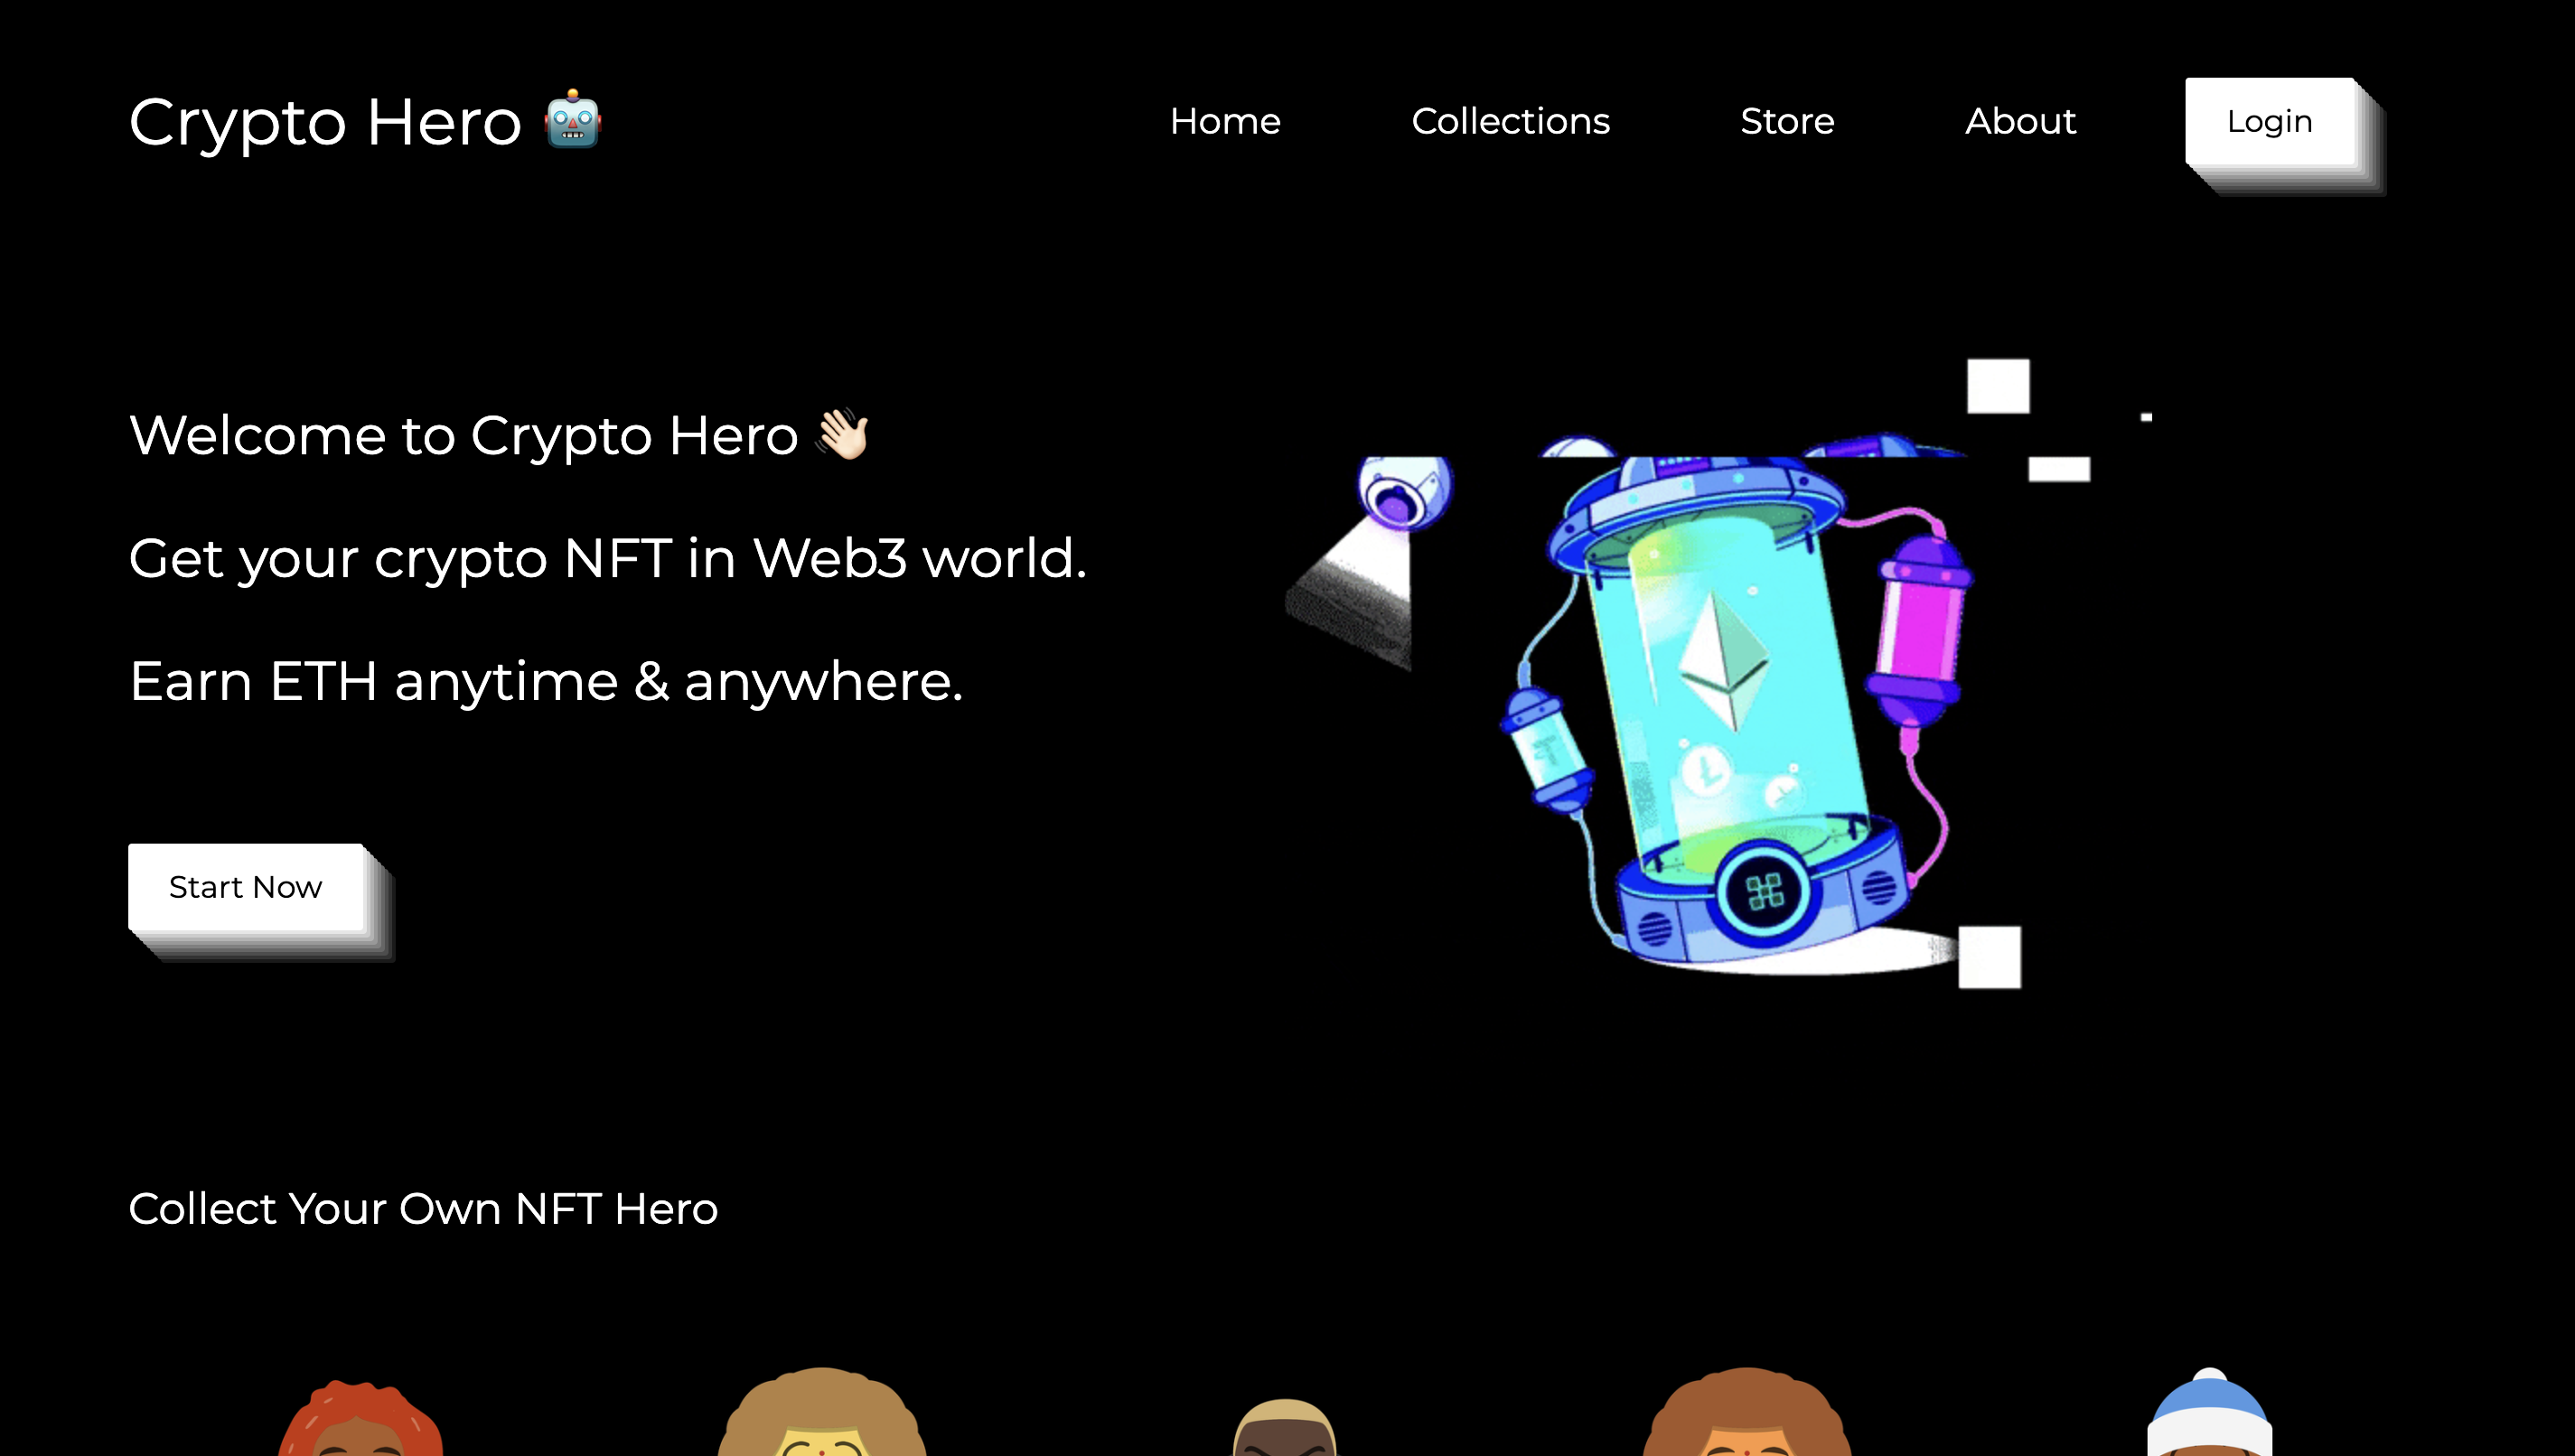 Crypto Hero 🤖
Home
Collections
Store
About
Login
Welcome to Crypto Hero 👋🏻
Get your crypto NFT in Web3 world.
Earn ETH anytime & anywhere.
Start Now
Collect Your Own NFT Hero